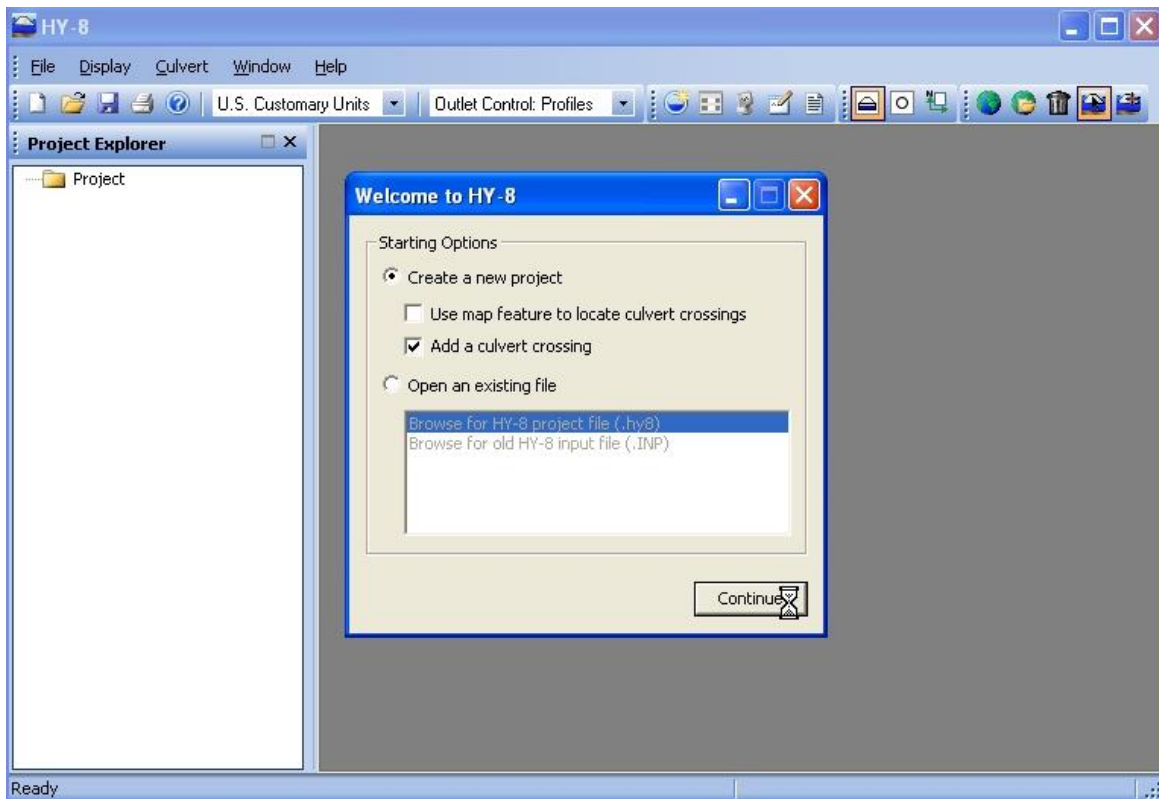 HY-8
File Display Culvert Window Help
U.S. Customary Units Outlet Control: Profiles
Project Explorer
Project
Welcome to HY-8
Starting Options
Create a new project
Use map feature to locate culvert crossings
Add a culvert crossing
Open an existing file
Browse for HY-8 project file (.hy8)
Browse for old HY-8 input file (.INP)
Continue
Ready